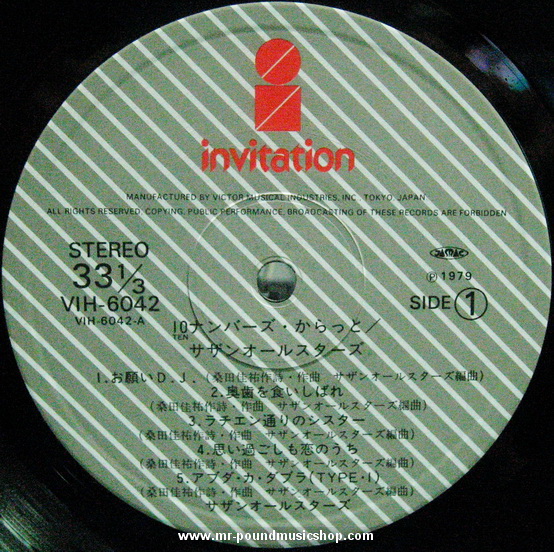 invitation
MANUFACTURED BY VICTOR MUSICAL INDUSTRIES, INC., TOKYO, JAPAN
ALL RIGHTS RESERVED, COPYING, PUBLIC PERFORMANCE, BROADCASTING OF THESE RECORDS ARE FORBIDDEN
STEREO
33 1/3
VIH-6042
VIH-6042-A
JASRAC
Ⓟ1979
SIDE 1
10ナンバーズ・からっと/
TEN
サザンオールスターズ
1.お願いD.J. (桑田佳祐作詩・作曲 サザンオールスターズ編曲)
2.奥歯を食いしばれ
(桑田佳祐作詩・作曲 サザンオールスターズ編曲)
3.ラチエン通りのシスター
(桑田佳祐作詩・作曲 サザンオールスターズ編曲)
4.思い過ごしも恋のうち
(桑田佳祐作詩・作曲 サザンオールスターズ編曲)
5.アブダ・カ・ダブラ(TYPE・I)
(桑田佳祐作詩・作曲 サザンオールスターズ編曲)
サザンオールスターズ
www.mr-poundmusicshop.com